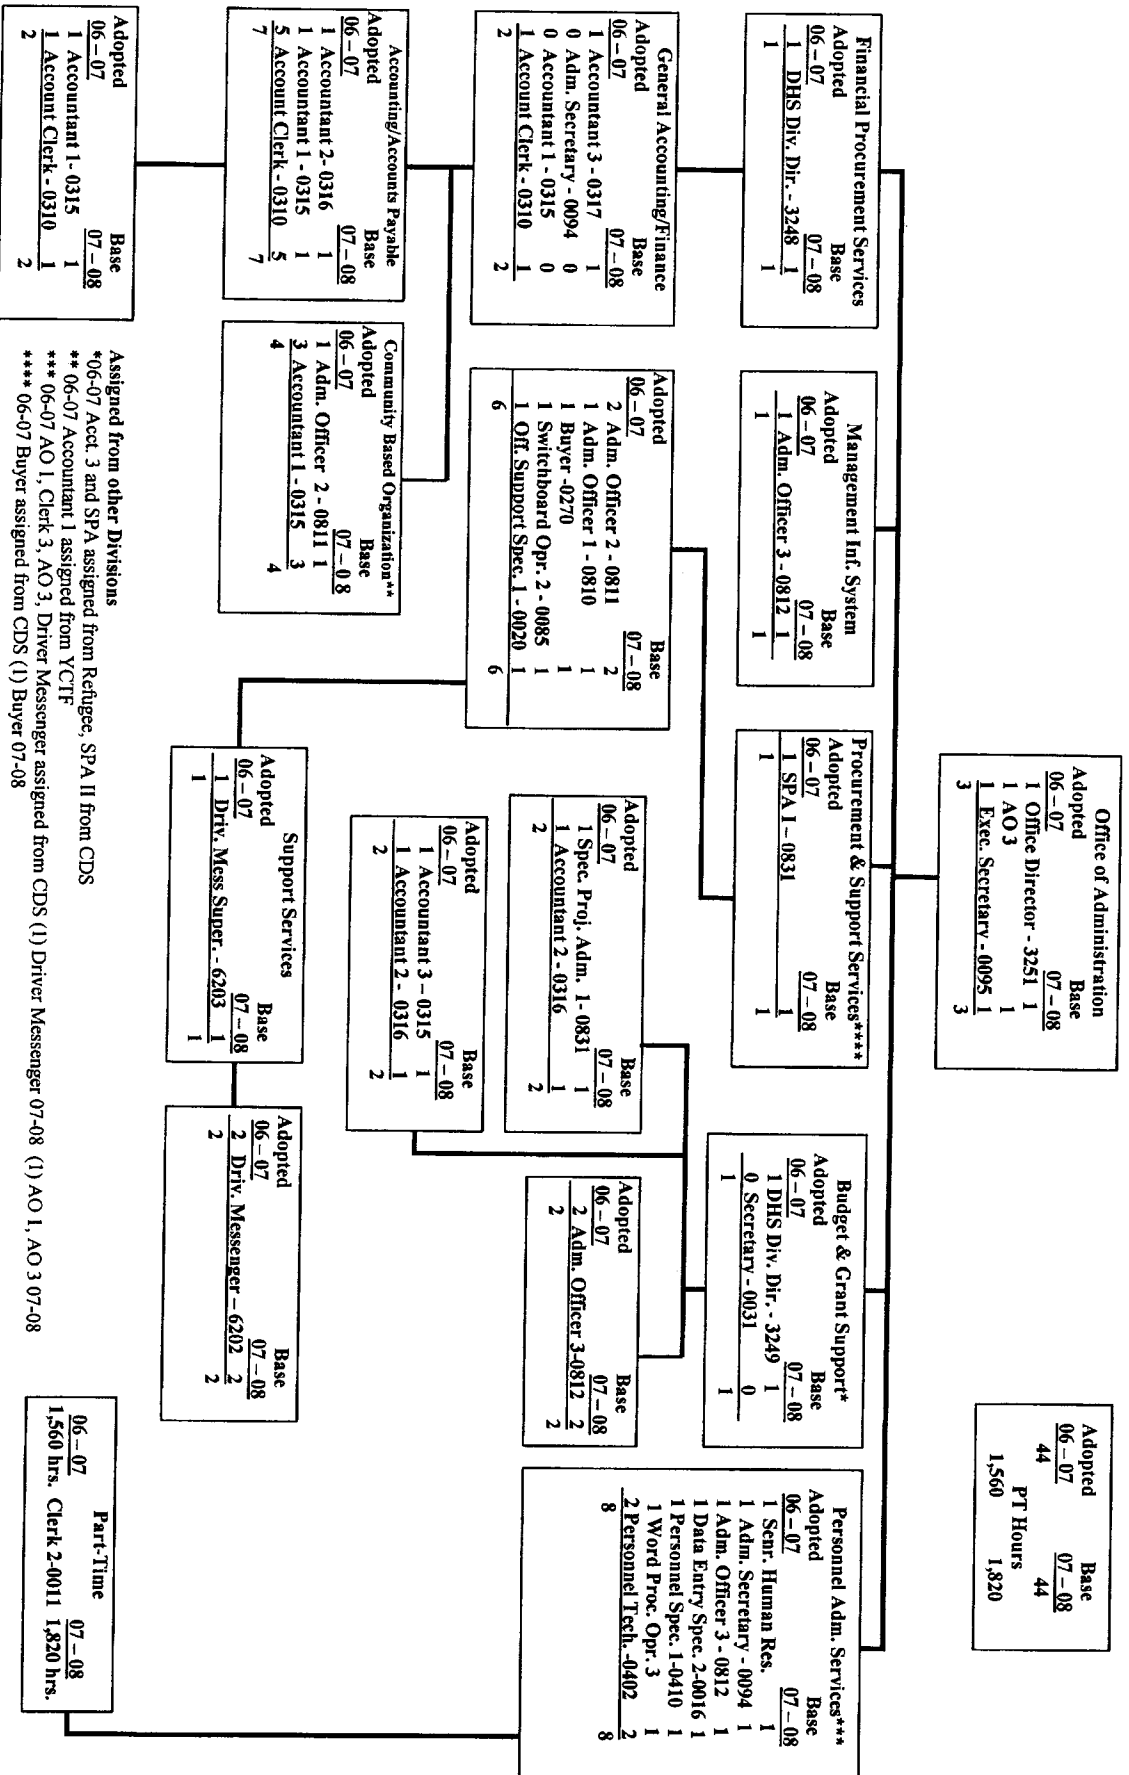 Office of Administration
Adopted Base
06 – 07 07 – 08
1 Office Director - 3251 1
1 AO 3 1
1 Exec. Secretary - 0095 1
3 3
Adopted Base
06 – 07 07 – 08
44 44
PT Hours
1,560 1,820
Financial Procurement Services
Adopted Base
06 – 07 07 – 08
1 DHS Div. Dir. - 3248 1
1 1
Management Inf. System
Adopted Base
06 – 07 07 – 08
1 Adm. Officer 3 - 0812 1
1 1
Procurement & Support Services****
Adopted Base
06 – 07 07 – 08
1 SPA I – 0831 1
1 1
Budget & Grant Support*
Adopted Base
06 – 07 07 – 08
1 DHS Div. Dir. - 3249 1
0 Secretary - 0031 0
1 1
Personnel Adm. Services***
Adopted Base
06 – 07 07 – 08
1 Senr. Human Res. 1
1 Adm. Secretary - 0094 1
1 Adm. Officer 3 - 0812 1
1 Data Entry Spec. 2-0016 1
1 Personnel Spec. 1-0410 1
1 Word Proc. Opr. 3 1
2 Personnel Tech. -0402 2
8 8
General Accounting/Finance
Adopted Base
06 – 07 07 – 08
1 Accountant 3 - 0317 1
0 Adm. Secretary - 0094 0
0 Accountant 1 - 0315 0
1 Account Clerk - 0310 1
2 2
Adopted Base
06 – 07 07 – 08
2 Adm. Officer 2 - 0811 2
1 Adm. Officer 1 - 0810 1
1 Buyer -0270 1
1 Switchboard Opr. 2 - 0085 1
1 Off. Support Spec. 1 - 0020 1
6 6
Adopted Base
06 – 07 07 – 08
1 Spec. Proj. Adm. 1- 0831 1
1 Accountant 2 - 0316 1
2 2
Adopted Base
06 – 07 07 – 08
2 Adm. Officer 3-0812 2
2 2
Accounting/Accounts Payable
Adopted Base
06 – 07 07 – 08
1 Accountant 2- 0316 1
1 Accountant 1 - 0315 1
5 Account Clerk - 0310 5
7 7
Community Based Organization**
Adopted Base
06 – 07 07 – 0 8
1 Adm. Officer 2 - 0811 1
3 Accountant 1 - 0315 3
4 4
Adopted Base
06 – 07 07 – 08
1 Accountant 3 – 0315 1
1 Accountant 2 - 0316 1
2 2
Support Services
Adopted Base
06 – 07 07 – 08
1 Driv. Mess Super. - 6203 1
1 1
Adopted Base
06 – 07 07 – 08
2 Driv. Messenger – 6202 2
2 2
Adopted Base
06 – 07 07 – 08
1 Accountant 1- 0315 1
1 Account Clerk - 0310 1
2 2
Part-Time
06 – 07 07 – 08
1,560 hrs. Clerk 2-0011 1,820 hrs.
Assigned from other Divisions
*06-07 Acct. 3 and SPA assigned from Refugee, SPA II from CDS
** 06-07 Accountant 1 assigned from YCTF
*** 06-07 AO 1, Clerk 3, AO 3, Driver Messenger assigned from CDS (1) Driver Messenger 07-08 (1) AO 1, AO 3 07-08
**** 06-07 Buyer assigned from CDS (1) Buyer 07-08